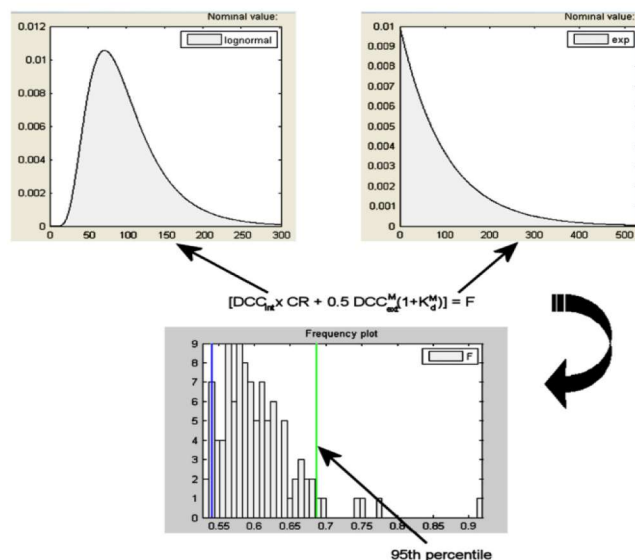 Nominal value:
0.012
lognormal
0.01
0.008
0.006
0.004
0.002
0
0 50 100 150 200 250 300
Nominal value:
0.01
exp
0.009
0.008
0.007
0.006
0.005
0.004
0.003
0.002
0.001
0
0 100 200 300 400 500
[DCC_int x CR + 0.5 DCC_ext^M(1+K_d^M)] = F
Frequency plot
9
F
8
7
6
5
4
3
2
1
0
0.55 0.6 0.65 0.7 0.75 0.8 0.85 0.9
95th percentile